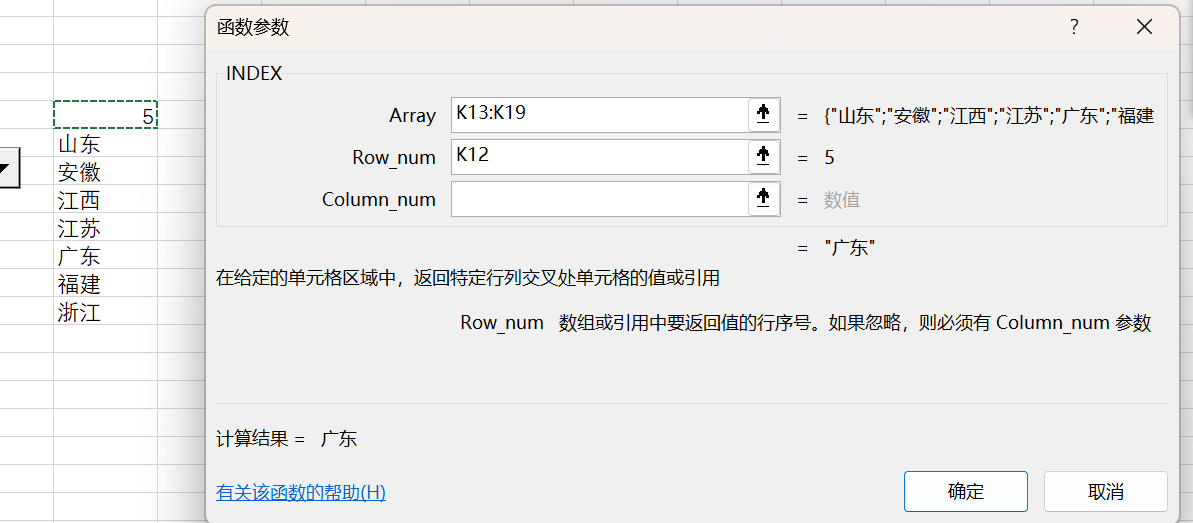 函数参数
?
INDEX
Array K13:K19 = {"山东";"安徽";"江西";"江苏";"广东";"福建
Row_num K12 = 5
Column_num = 数值
= "广东"
在给定的单元格区域中，返回特定行列交叉处单元格的值或引用
Row_num 数组或引用中要返回值的行序号。如果忽略，则必须有 Column_num 参数
计算结果 = 广东
有关该函数的帮助(H)
确定
取消
5
山东
安徽
江西
江苏
广东
福建
浙江